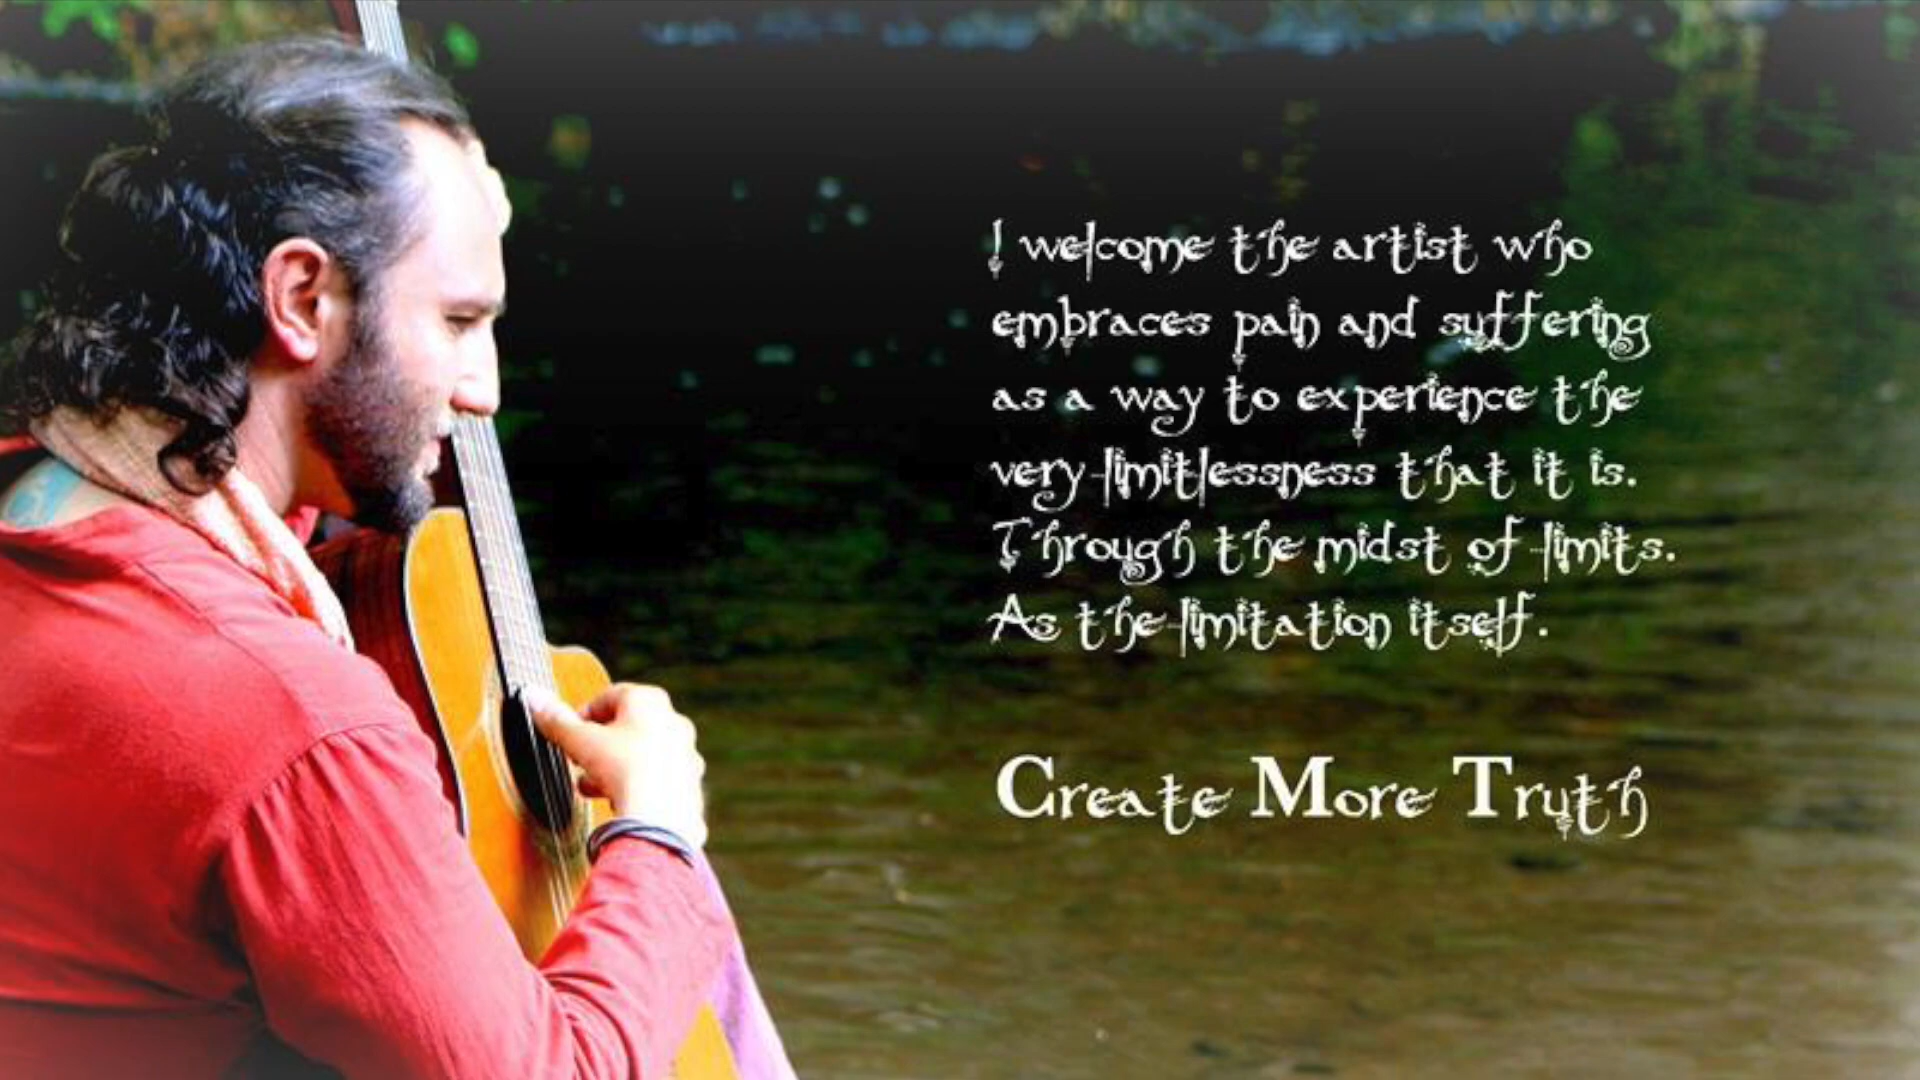 I welcome the artist who
embraces pain and suffering
as a way to experience the
very limitlessness that it is.
Through the midst of limits.
As the limitation itself.
Create More Truth